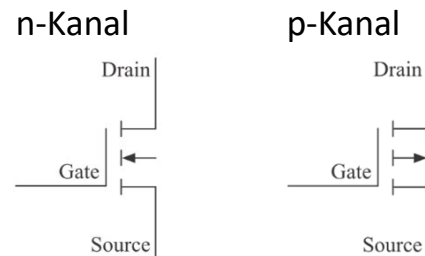 n-Kanal
p-Kanal
Drain
Drain
Gate
Gate
Source
Source